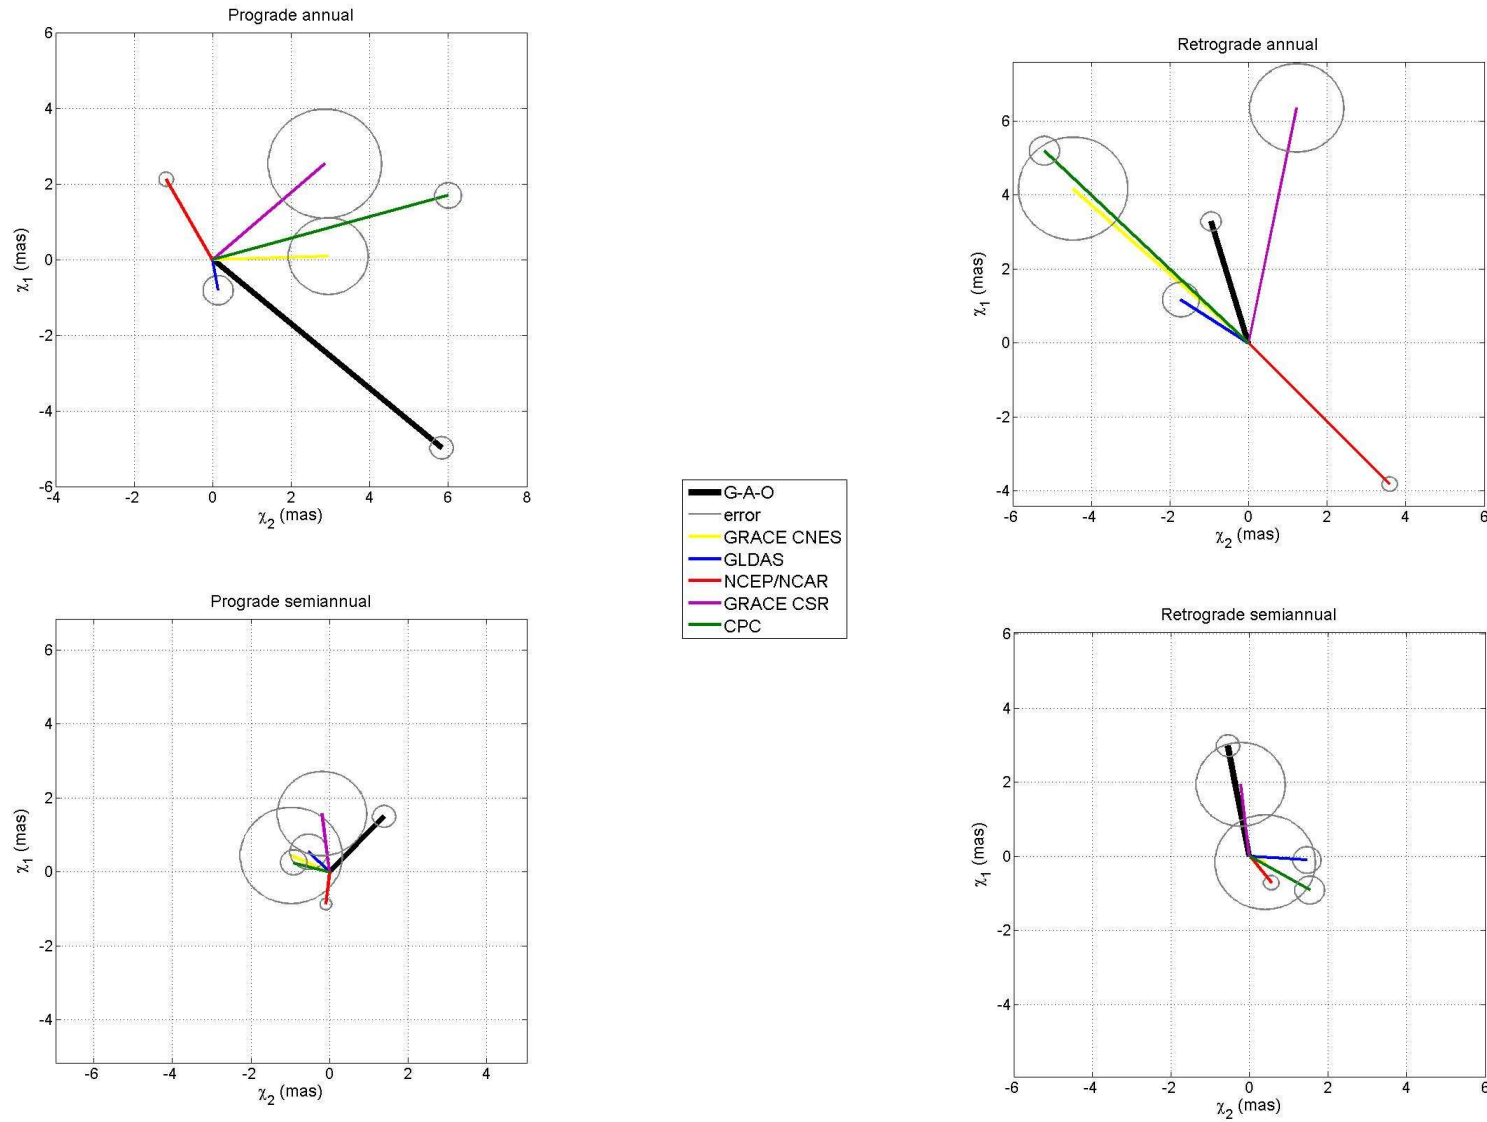 Prograde annual
6
4
2
0
-2
-4
-6
-4
-2
0
2
4
6
8
χ1 (mas)
χ2 (mas)
Retrograde annual
6
4
2
0
-2
-4
-6
-4
-2
0
2
4
6
χ1 (mas)
χ2 (mas)
G-A-O
error
GRACE CNES
GLDAS
NCEP/NCAR
GRACE CSR
CPC
Prograde semiannual
6
4
2
0
-2
-4
-6
-4
-2
0
2
4
χ1 (mas)
χ2 (mas)
Retrograde semiannual
6
4
2
0
-2
-4
-6
-4
-2
0
2
4
6
χ1 (mas)
χ2 (mas)